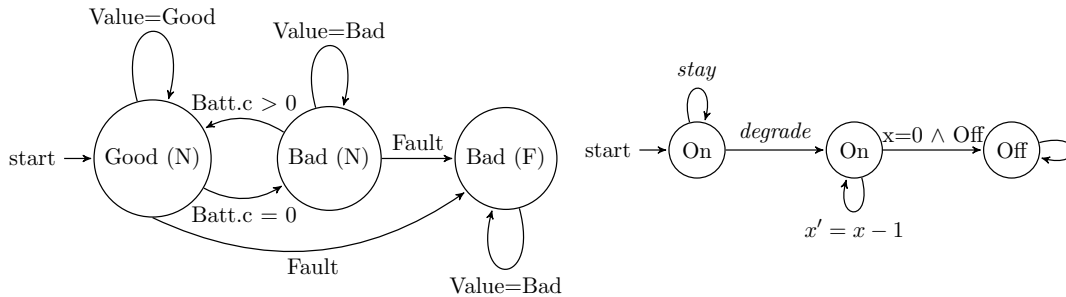 Value=Good
Value=Bad
Batt.c > 0
start
Good (N)
Bad (N)
Fault
Bad (F)
Batt.c = 0
Fault
Value=Bad
stay
degrade
x=0 ∧ Off
start
On
On
Off
x′ = x − 1